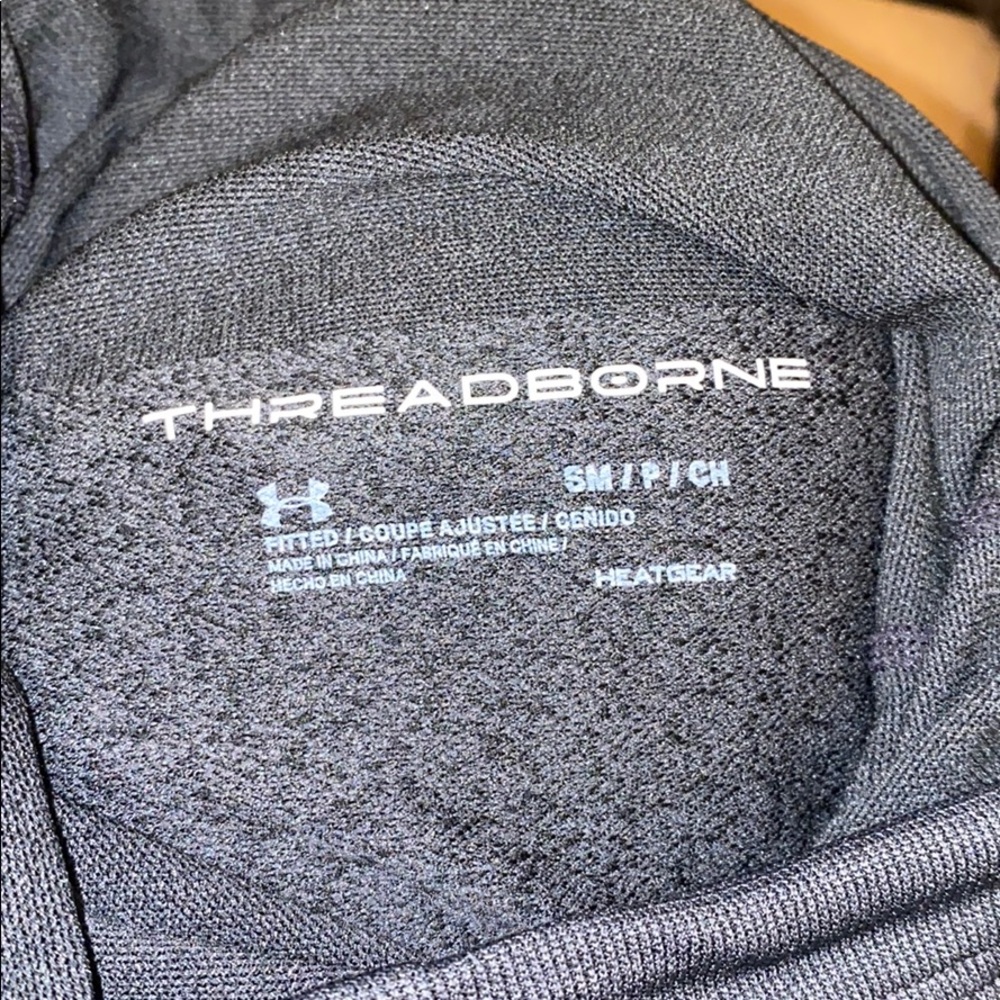 THREADBORNE
SM / P / CH
FITTED / COUPE AJUSTÉE / CEÑIDO
MADE IN CHINA / FABRIQUÉ EN CHINE /
HECHO EN CHINA
HEATGEAR